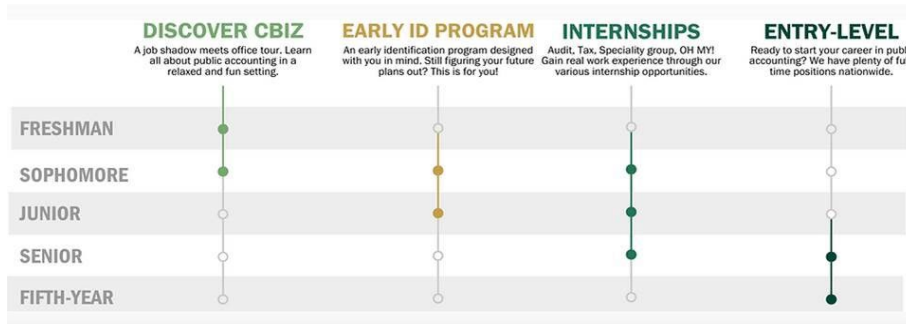 DISCOVER CBIZ
A job shadow meets office tour. Learn
all about public accounting in a
relaxed and fun setting.
EARLY ID PROGRAM
An early identification program designed
with you in mind. Still figuring your future
plans out? This is for you!
INTERNSHIPS
Audit, Tax, Speciality group, OH MY!
Gain real work experience through our
various internship opportunities.
ENTRY-LEVEL
Ready to start your career in publ
accounting? We have plenty of fu
time positions nationwide.
FRESHMAN
SOPHOMORE
JUNIOR
SENIOR
FIFTH-YEAR